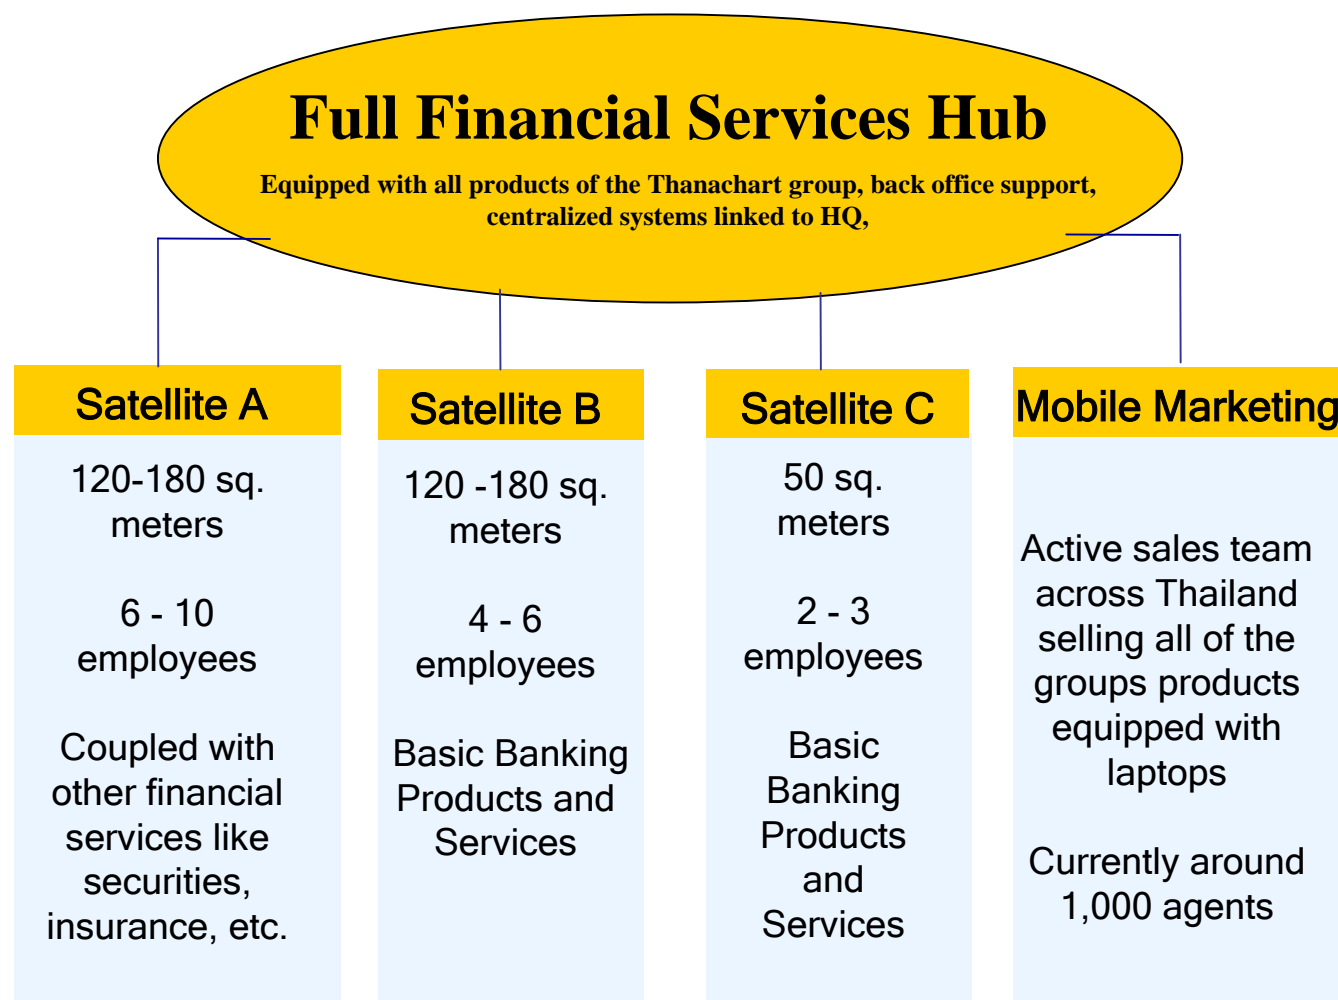 Full Financial Services Hub
Equipped with all products of the Thanachart group, back office support,
centralized systems linked to HQ,
Satellite A
120-180 sq.
meters
6 - 10
employees
Coupled with
other financial
services like
securities,
insurance, etc.
Satellite B
120 -180 sq.
meters
4 - 6
employees
Basic Banking
Products and
Services
Satellite C
50 sq.
meters
2 - 3
employees
Basic
Banking
Products
and
Services
Mobile Marketing
Active sales team
across Thailand
selling all of the
groups products
equipped with
laptops
Currently around
1,000 agents